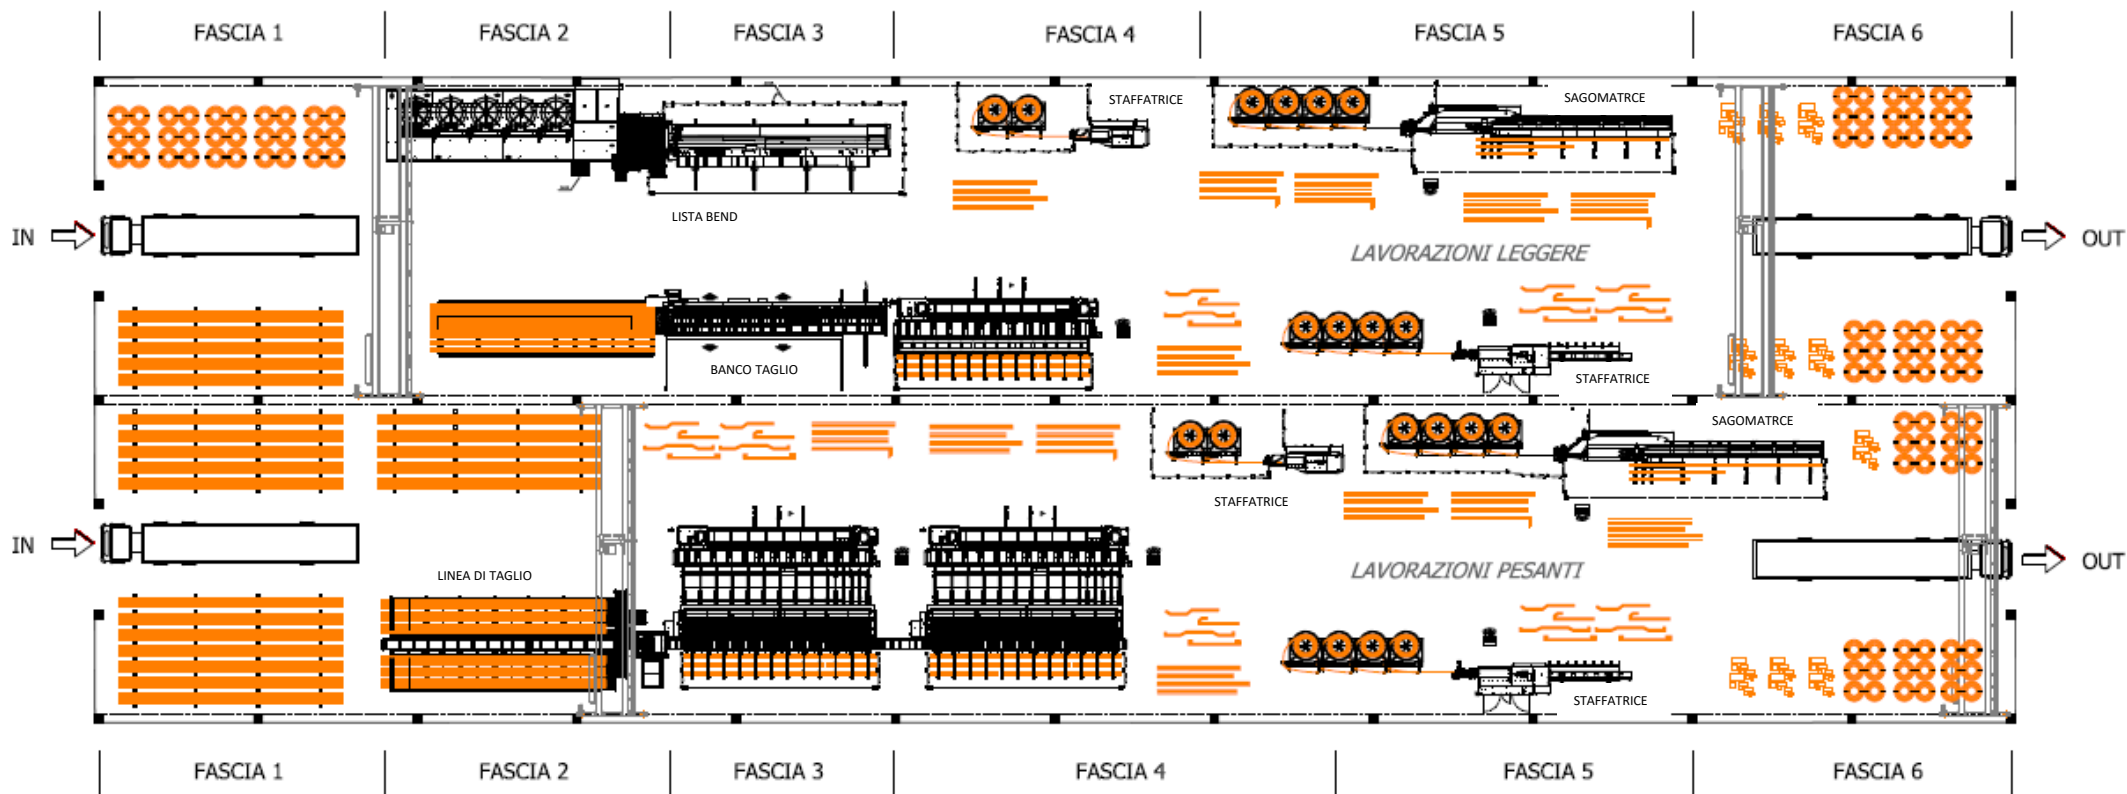 FASCIA 1
FASCIA 2
FASCIA 3
FASCIA 4
FASCIA 5
FASCIA 6
STAFFATRICE
SAGOMATRCE
LISTA BEND
IN
LAVORAZIONI LEGGERE
OUT
BANCO TAGLIO
STAFFATRICE
SAGOMATRCE
STAFFATRICE
IN
LINEA DI TAGLIO
LAVORAZIONI PESANTI
OUT
STAFFATRICE
FASCIA 1
FASCIA 2
FASCIA 3
FASCIA 4
FASCIA 5
FASCIA 6